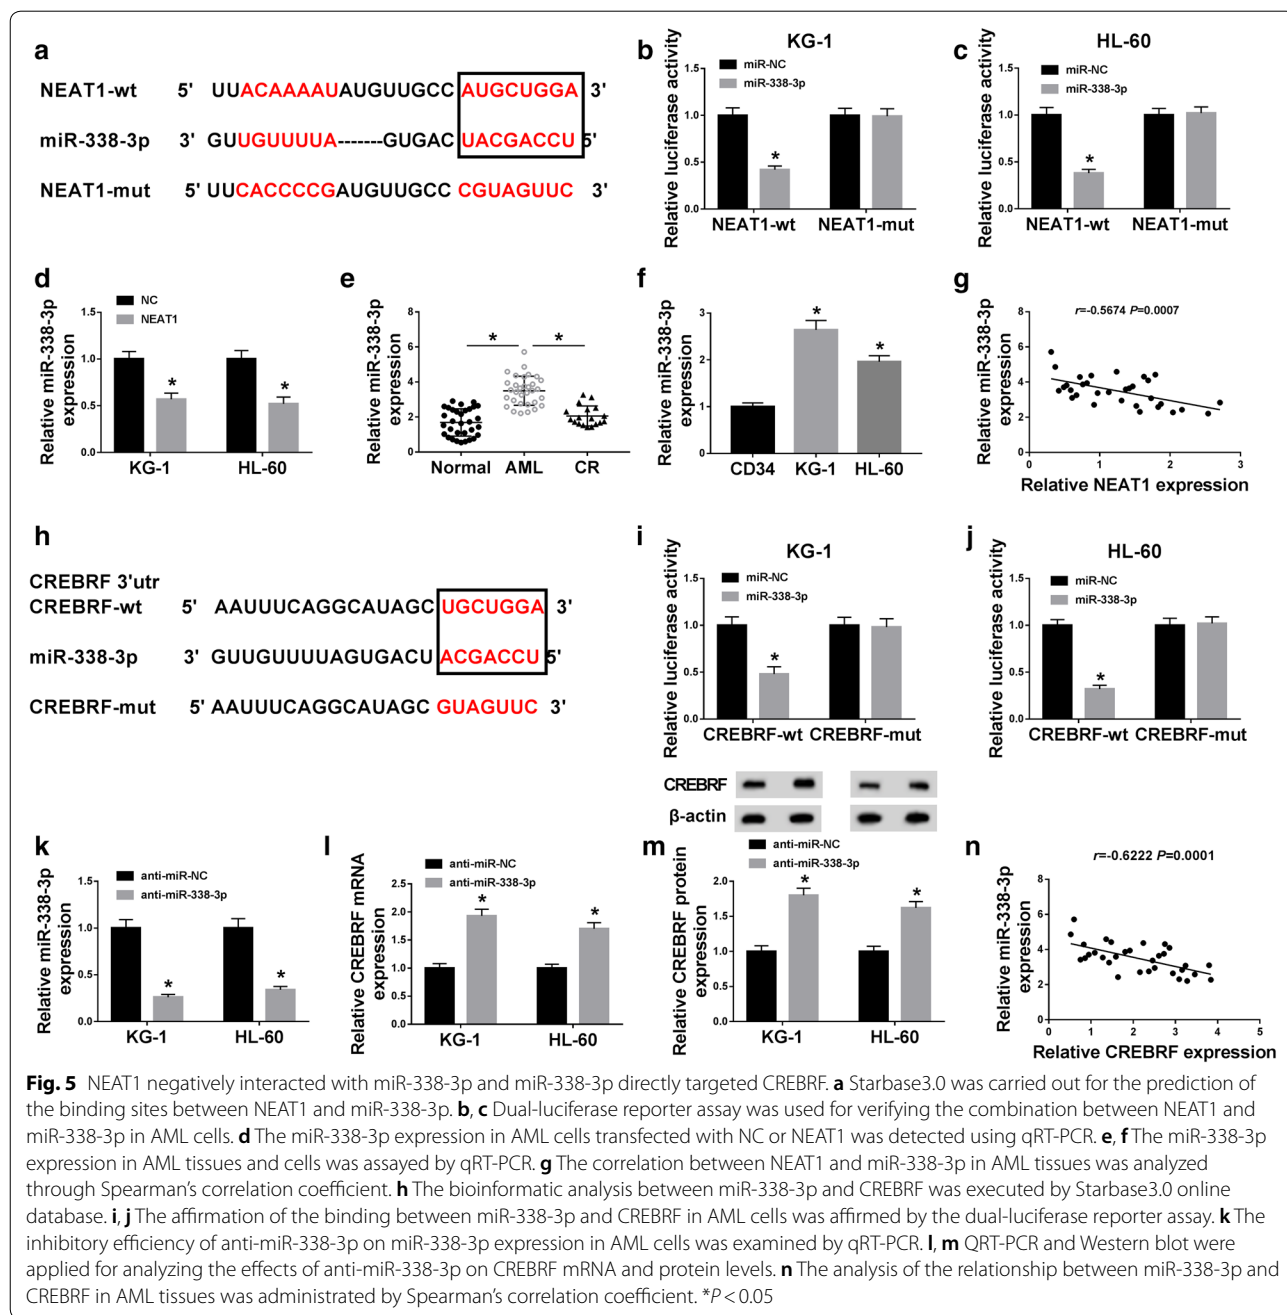 a
NEAT1-wt 5' UUACAAAAUAUGUUGCC AUGCUGGA 3'
miR-338-3p 3' GUUGUUUUA-------GUGAC UACGACCU 5'
NEAT1-mut 5' UUCACCCCGAUGUUGCC CGUAGUUC 3'
b
KG-1
miR-NC
miR-338-3p
Relative luciferase activity
1.5
1.0
0.5
0.0
*
NEAT1-wt NEAT1-mut
c
HL-60
miR-NC
miR-338-3p
Relative luciferase activity
1.5
1.0
0.5
0.0
*
NEAT1-wt NEAT1-mut
d
NC
NEAT1
Relative miR-338-3p
expression
1.5
1.0
0.5
0.0
* *
KG-1 HL-60
e
Relative miR-338-3p
expression
8
6
4
2
0
* *
Normal AML CR
f
Relative miR-338-3p
expression
3
2
1
0
* *
CD34 KG-1 HL-60
g
r=-0.5674 P=0.0007
Relative miR-338-3p
expression
8
6
4
2
0
0 1 2 3
Relative NEAT1 expression
h
CREBRF 3'utr
CREBRF-wt 5' AAUUUCAGGCAUAGC UGCUGGA 3'
miR-338-3p 3' GUUGUUUUAGUGACU ACGACCU 5'
CREBRF-mut 5' AAUUUCAGGCAUAGC GUAGUUC 3'
i
KG-1
miR-NC
miR-338-3p
Relative luciferase activity
1.5
1.0
0.5
0.0
*
CREBRF-wt CREBRF-mut
j
HL-60
miR-NC
miR-338-3p
Relative luciferase activity
1.5
1.0
0.5
0.0
*
CREBRF-wt CREBRF-mut
k
anti-miR-NC
anti-miR-338-3p
Relative miR-338-3p
expression
1.5
1.0
0.5
0.0
* *
KG-1 HL-60
l
anti-miR-NC
anti-miR-338-3p
Relative CREBRF mRNA
expression
2.5
2.0
1.5
1.0
0.5
0.0
* *
KG-1 HL-60
CREBRF
β-actin
m
anti-miR-NC
anti-miR-338-3p
Relative CREBRF protein
expression
2.0
1.5
1.0
0.5
0.0
* *
KG-1 HL-60
n
r=-0.6222 P=0.0001
Relative miR-338-3p
expression
8
6
4
2
0
0 1 2 3 4 5
Relative CREBRF expression
Fig. 5 NEAT1 negatively interacted with miR-338-3p and miR-338-3p directly targeted CREBRF. a Starbase3.0 was carried out for the prediction of
the binding sites between NEAT1 and miR-338-3p. b, c Dual-luciferase reporter assay was used for verifying the combination between NEAT1 and
miR-338-3p in AML cells. d The miR-338-3p expression in AML cells transfected with NC or NEAT1 was detected using qRT-PCR. e, f The miR-338-3p
expression in AML tissues and cells was assayed by qRT-PCR. g The correlation between NEAT1 and miR-338-3p in AML tissues was analyzed
through Spearman's correlation coefficient. h The bioinformatic analysis between miR-338-3p and CREBRF was executed by Starbase3.0 online
database. i, j The affirmation of the binding between miR-338-3p and CREBRF in AML cells was affirmed by the dual-luciferase reporter assay. k The
inhibitory efficiency of anti-miR-338-3p on miR-338-3p expression in AML cells was examined by qRT-PCR. l, m QRT-PCR and Western blot were
applied for analyzing the effects of anti-miR-338-3p on CREBRF mRNA and protein levels. n The analysis of the relationship between miR-338-3p and
CREBRF in AML tissues was administrated by Spearman's correlation coefficient. *P < 0.05